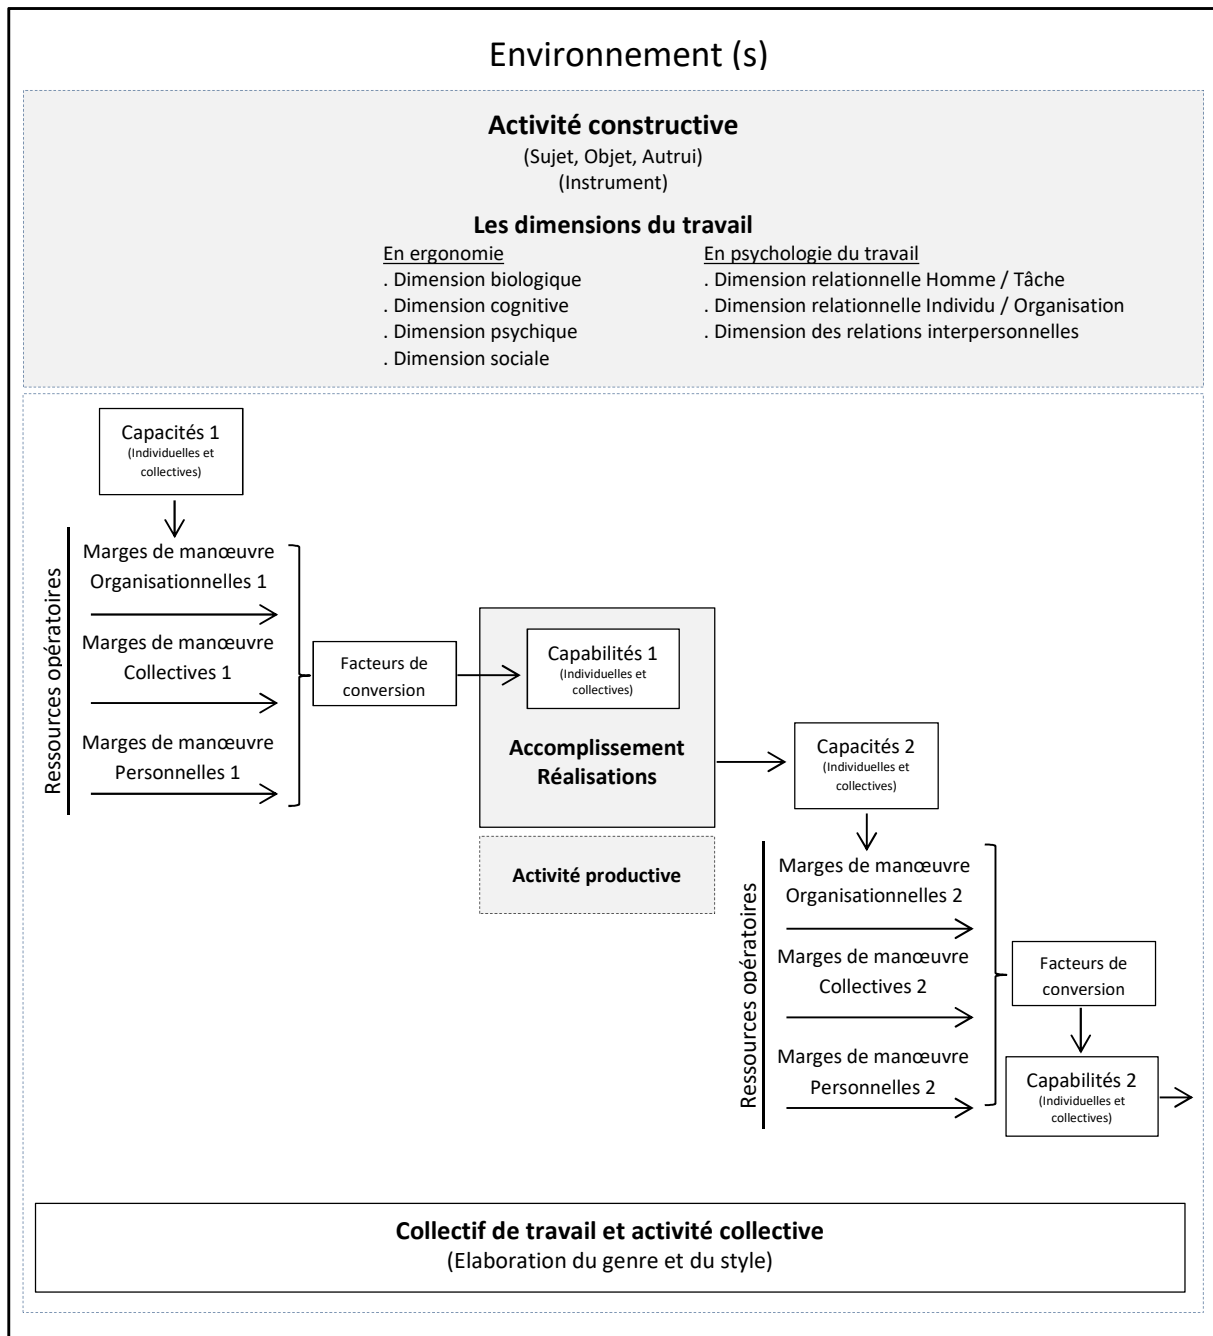 Environnement (s)
Activité constructive
(Sujet, Objet, Autrui)
(Instrument)
Les dimensions du travail
En ergonomie
. Dimension biologique
. Dimension cognitive
. Dimension psychique
. Dimension sociale
En psychologie du travail
. Dimension relationnelle Homme / Tâche
. Dimension relationnelle Individu / Organisation
. Dimension des relations interpersonnelles
Capacités 1
(Individuelles et
collectives)
Ressources opératoires
Marges de manœuvre
Organisationnelles 1
Marges de manœuvre
Collectives 1
Marges de manœuvre
Personnelles 1
Facteurs de
conversion
Capabilités 1
(Individuelles et
collectives)
Accomplissement
Réalisations
Activité productive
Capacités 2
(Individuelles et
collectives)
Ressources opératoires
Marges de manœuvre
Organisationnelles 2
Marges de manœuvre
Collectives 2
Marges de manœuvre
Personnelles 2
Facteurs de
conversion
Capabilités 2
(Individuelles et
collectives)
Collectif de travail et activité collective
(Elaboration du genre et du style)